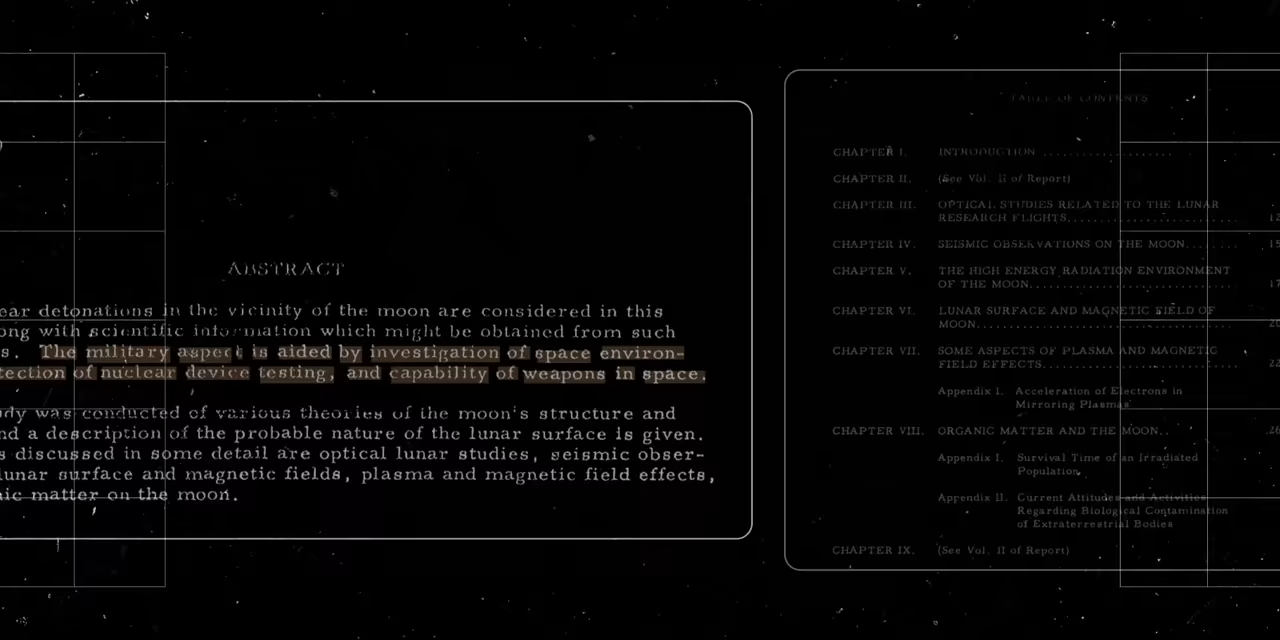 ABSTRACT
ear detonations in the vicinity of the moon are considered in this
ong with scientific information which might be obtained from such
s. The military aspect is aided by investigation of space environ-
tection of nuclear device testing, and capability of weapons in space.
dy was conducted of various theories of the moon's structure and
nd a description of the probable nature of the lunar surface is given.
s discussed in some detail are optical lunar studies, seismic obser-
lunar surface and magnetic fields, plasma and magnetic field effects,
ic matter on the moon.
TABLE OF CONTENTS
CHAPTER I. INTRODUCTION ....................
CHAPTER II. (See Vol. II of Report)
CHAPTER III. OPTICAL STUDIES RELATED TO THE LUNAR
RESEARCH FLIGHTS..........................
CHAPTER IV. SEISMIC OBSERVATIONS ON THE MOON........ 15
CHAPTER V. THE HIGH ENERGY RADIATION ENVIRONMENT
OF THE MOON............................... 17
CHAPTER VI. LUNAR SURFACE AND MAGNETIC FIELD OF
MOON......................................
CHAPTER VII. SOME ASPECTS OF PLASMA AND MAGNETIC
FIELD EFFECTS............................. 22
Appendix I. Acceleration of Electrons in
Mirroring Plasmas
CHAPTER VIII. ORGANIC MATTER AND THE MOON.. 26
Appendix I. Survival Time of an Irradiated
Population
Appendix II. Current Attitudes and Activities
Regarding Biological Contamination
of Extraterrestrial Bodies
CHAPTER IX. (See Vol. II of Report)